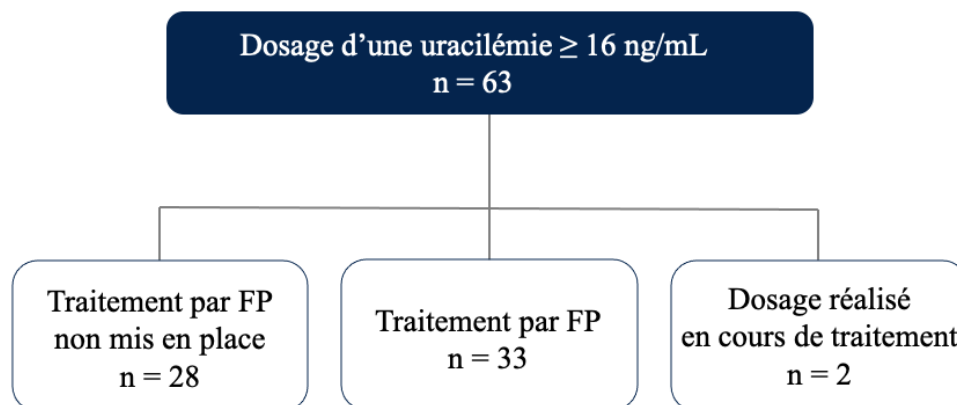 Dosage d’une uracilémie ≥ 16 ng/mL
n = 63
Traitement par FP
non mis en place
n = 28
Traitement par FP
n = 33
Dosage réalisé
en cours de traitement
n = 2